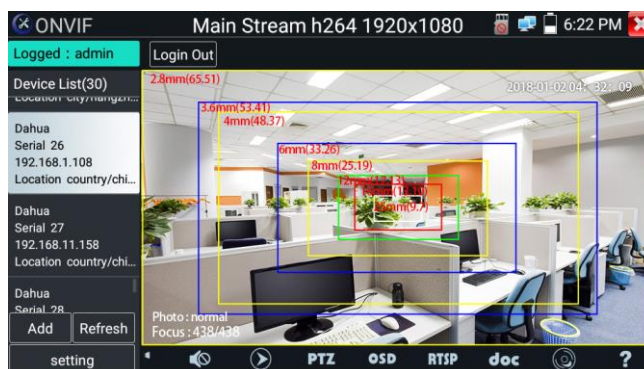 ONVIF
Main Stream h264 1920x1080
6:22 PM
Logged : admin
Login Out
Device List(30)
Dahua
Serial 26
192.168.1.108
Location country/chi...
Dahua
Serial 27
192.168.11.158
Location country/chi...
Dahua
Serial 28
Add
Refresh
setting
2.8mm(65.51)
3.6mm(53.41)
4mm(48.37)
6mm(33.26)
8mm(25.19)
2018-01-02 04: 32: 09
Photo : normal
Focus : 438/438
PTZ
OSD
RTSP
doc
?